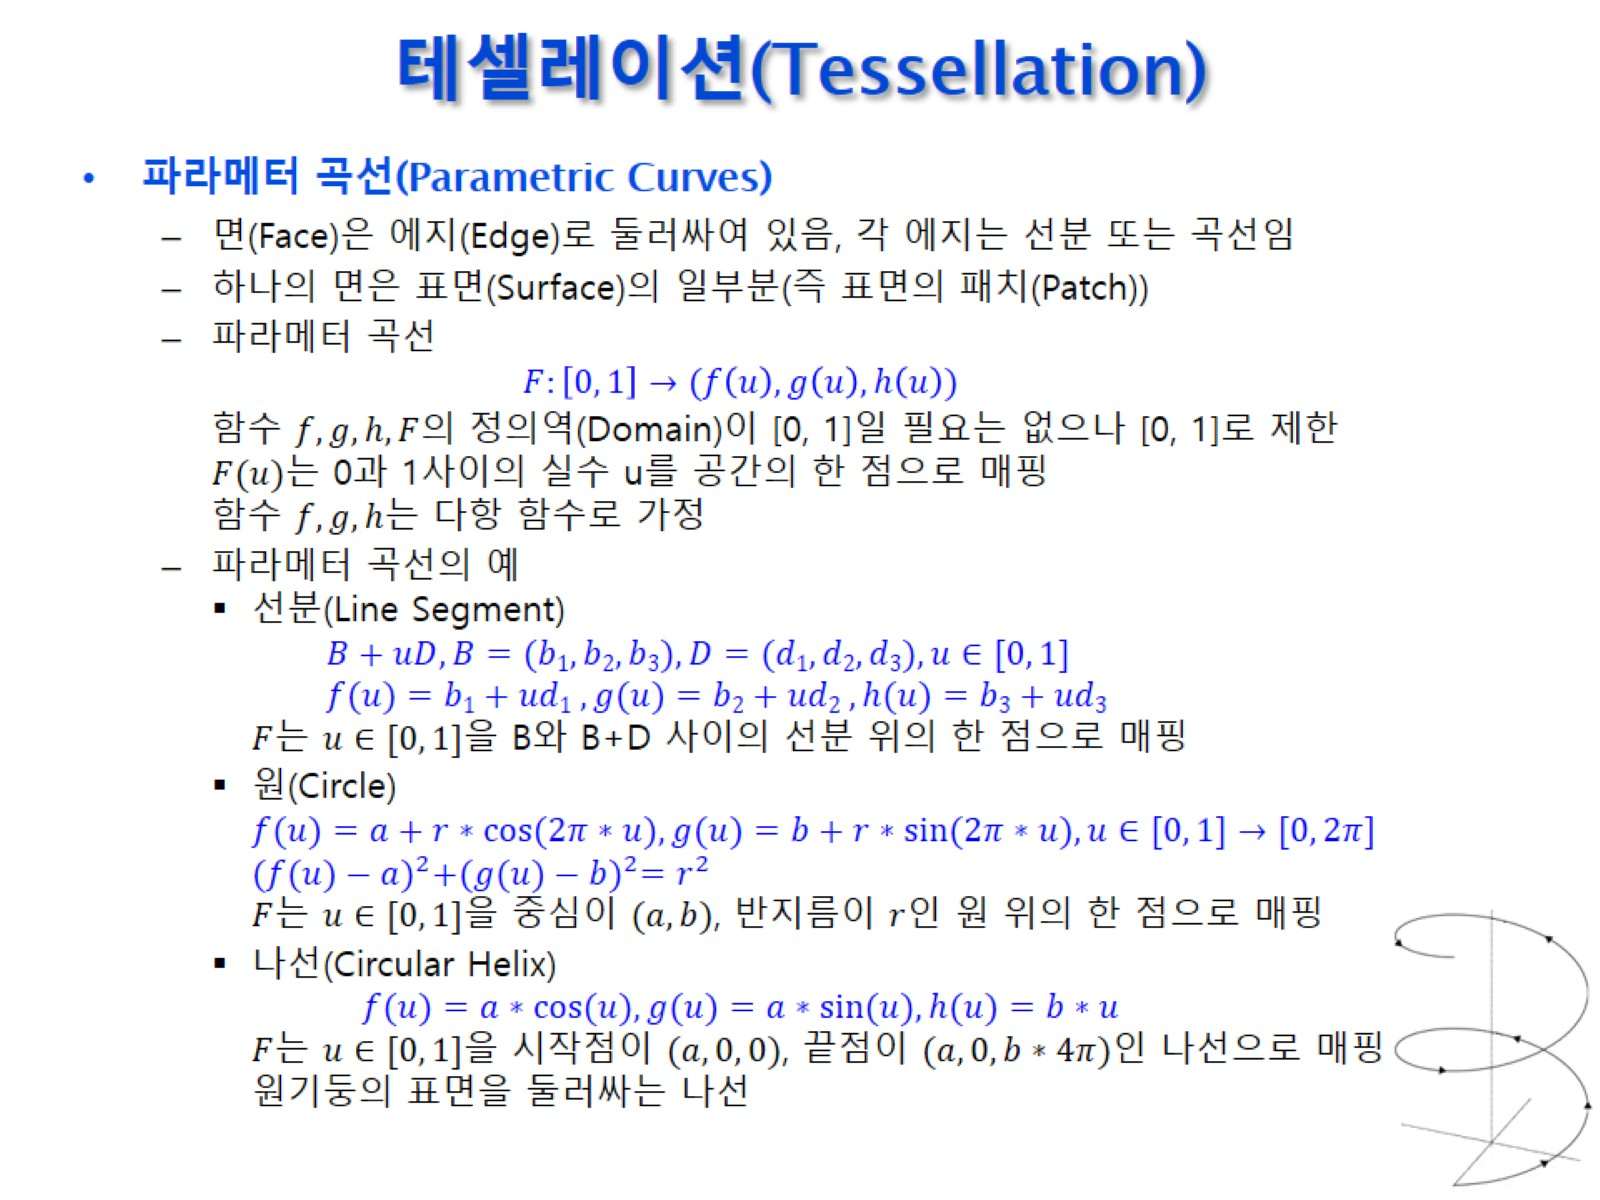 테셀레이션(Tessellation)
• 파라메터 곡선(Parametric Curves)
– 면(Face)은 에지(Edge)로 둘러싸여 있음, 각 에지는 선분 또는 곡선임
– 하나의 면은 표면(Surface)의 일부분(즉 표면의 패치(Patch))
– 파라메터 곡선
F: [0, 1] → (f(u), g(u), h(u))
함수 f, g, h, F의 정의역(Domain)이 [0, 1]일 필요는 없으나 [0, 1]로 제한
F(u)는 0과 1사이의 실수 u를 공간의 한 점으로 매핑
함수 f, g, h는 다항 함수로 가정
– 파라메터 곡선의 예
▪ 선분(Line Segment)
B + uD, B = (b₁, b₂, b₃), D = (d₁, d₂, d₃), u ∈ [0, 1]
f(u) = b₁ + ud₁ , g(u) = b₂ + ud₂ , h(u) = b₃ + ud₃
F는 u ∈ [0, 1]을 B와 B+D 사이의 선분 위의 한 점으로 매핑
▪ 원(Circle)
f(u) = a + r * cos(2π * u), g(u) = b + r * sin(2π * u), u ∈ [0, 1] → [0, 2π]
(f(u) − a)²+(g(u) − b)²= r²
F는 u ∈ [0, 1]을 중심이 (a, b), 반지름이 r인 원 위의 한 점으로 매핑
▪ 나선(Circular Helix)
f(u) = a * cos(u), g(u) = a * sin(u), h(u) = b * u
F는 u ∈ [0, 1]을 시작점이 (a, 0, 0), 끝점이 (a, 0, b * 4π)인 나선으로 매핑
원기둥의 표면을 둘러싸는 나선